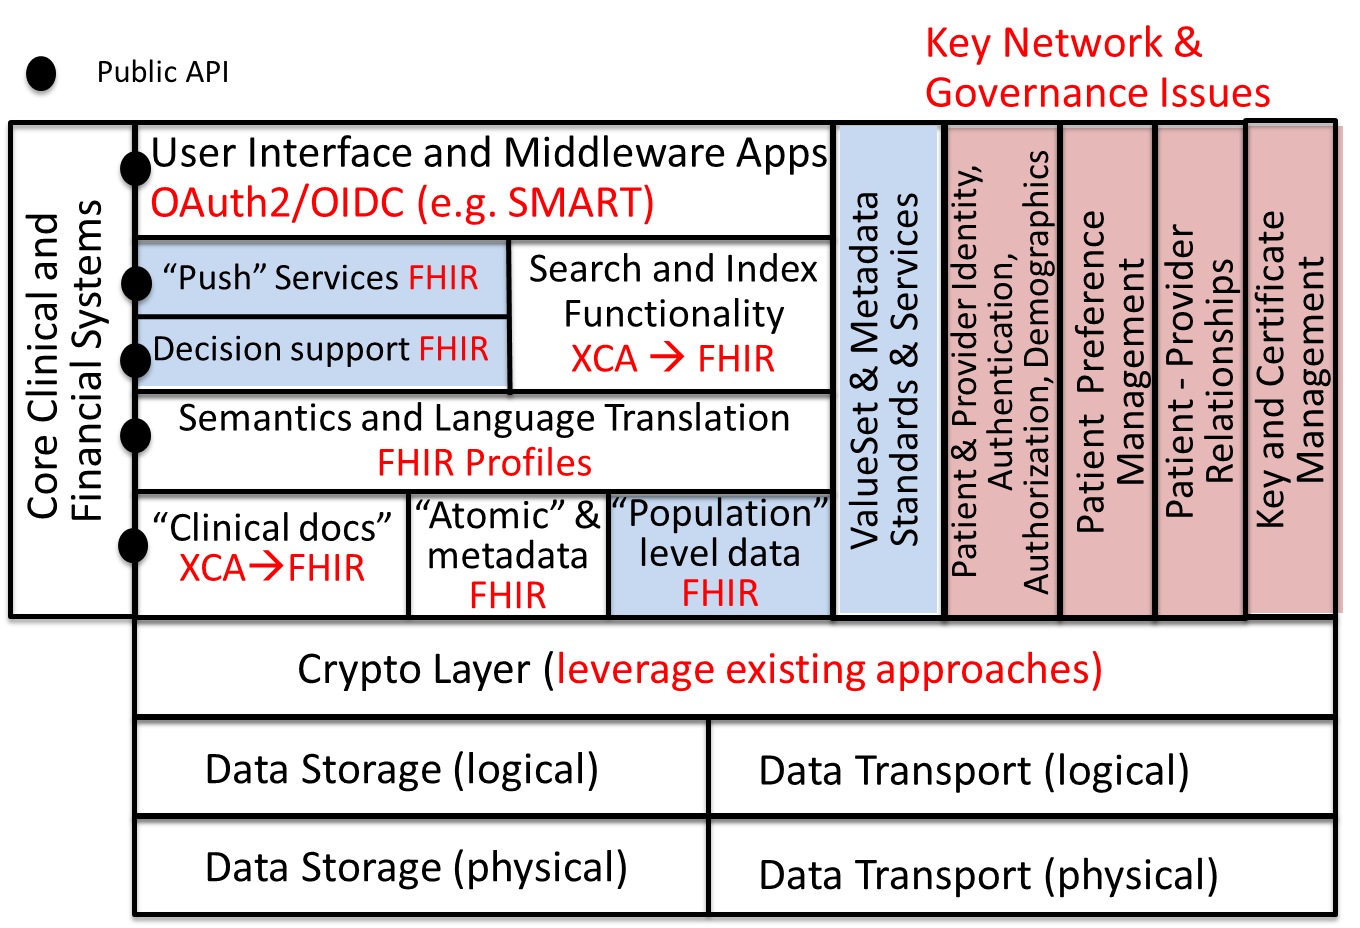 Public API
Key Network &
Governance Issues
Core Clinical and
Financial Systems
User Interface and Middleware Apps
OAuth2/OIDC (e.g. SMART)
“Push” Services FHIR
Decision support FHIR
Search and Index
Functionality
XCA → FHIR
Semantics and Language Translation
FHIR Profiles
“Clinical docs”
XCA→FHIR
“Atomic” &
metadata
FHIR
“Population”
level data
FHIR
ValueSet & Metadata
Standards & Services
Patient & Provider Identity,
Authentication,
Authorization, Demographics
Patient Preference
Management
Patient - Provider
Relationships
Key and Certificate
Management
Crypto Layer (leverage existing approaches)
Data Storage (logical)
Data Transport (logical)
Data Storage (physical)
Data Transport (physical)